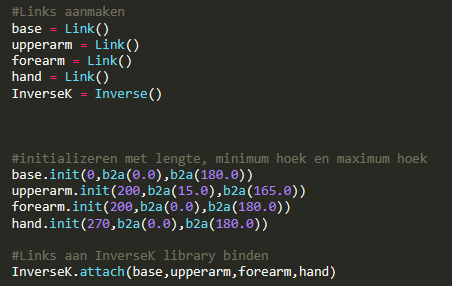 #Links aanmaken
base = Link()
upperarm = Link()
forearm = Link()
hand = Link()
InverseK = Inverse()
#initializeren met lengte, minimum hoek en maximum hoek
base.init(0,b2a(0.0),b2a(180.0))
upperarm.init(200,b2a(15.0),b2a(165.0))
forearm.init(200,b2a(0.0),b2a(180.0))
hand.init(270,b2a(0.0),b2a(180.0))
#Links aan InverseK library binden
InverseK.attach(base,upperarm,forearm,hand)